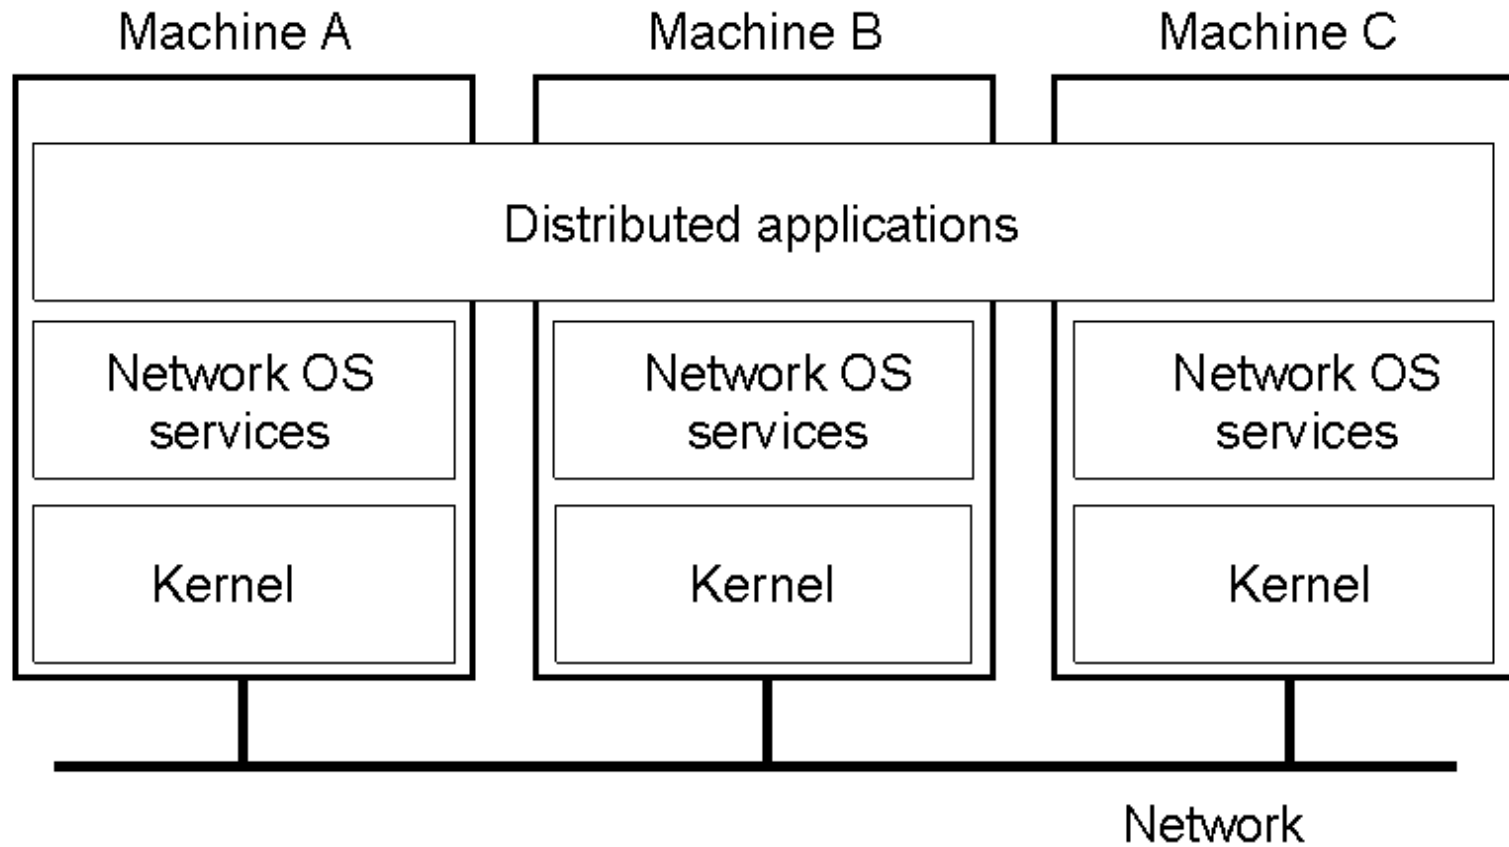 Machine A
Machine B
Machine C
Distributed applications
Network OS
services
Network OS
services
Network OS
services
Kernel
Kernel
Kernel
Network